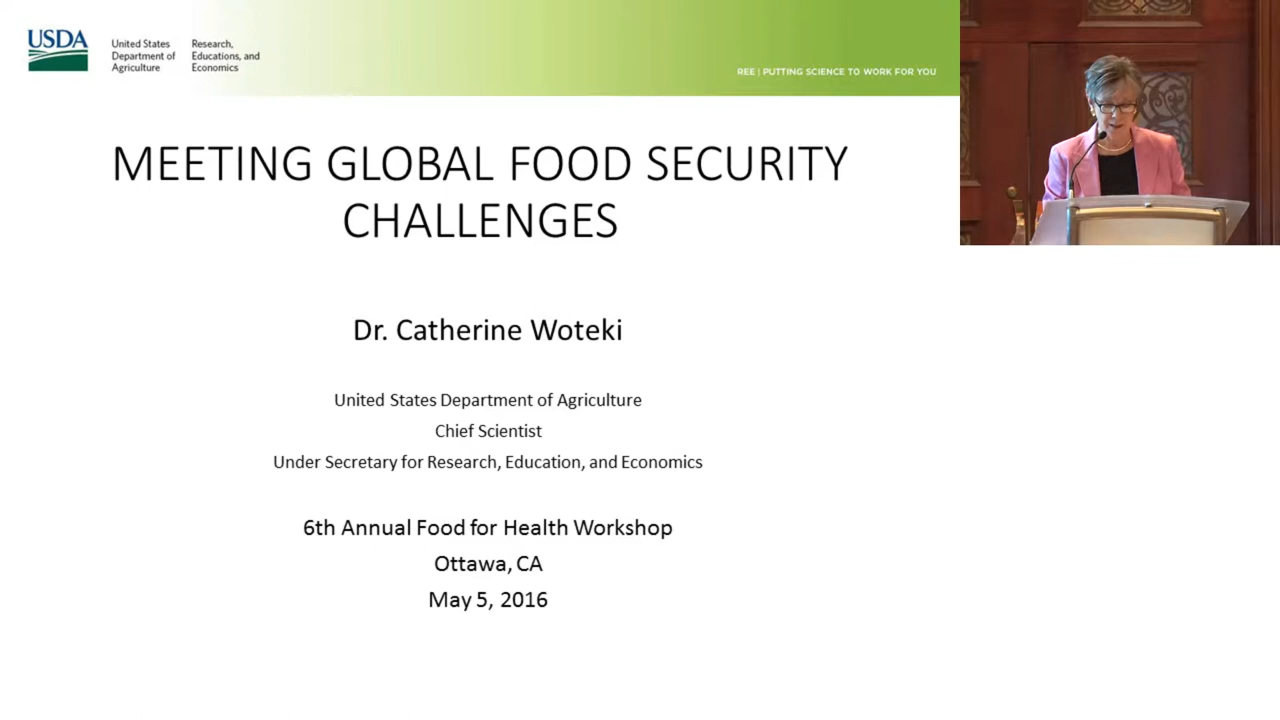 USDA
United States
Department of
Agriculture
Research,
Educations, and
Economics
REE | PUTTING SCIENCE TO WORK FOR YOU
MEETING GLOBAL FOOD SECURITY
CHALLENGES
Dr. Catherine Woteki
United States Department of Agriculture
Chief Scientist
Under Secretary for Research, Education, and Economics
6th Annual Food for Health Workshop
Ottawa, CA
May 5, 2016